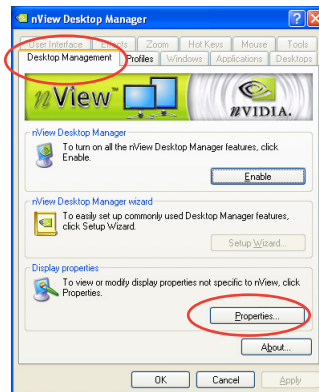 nView Desktop Manager
User Interface Effects Zoom Hot Keys Mouse Tools
Desktop Management Profiles Windows Applications Desktops
nView™
NVIDIA.
nView Desktop Manager
To turn on all the nView Desktop Manager features, click
Enable.
Enable
nView Desktop Manager wizard
To easily set up commonly used Desktop Manager features,
click Setup Wizard.
Setup Wizard...
Display properties
To view or modify display properties not specific to nView, click
Properties.
Properties...
About...
OK Cancel Apply